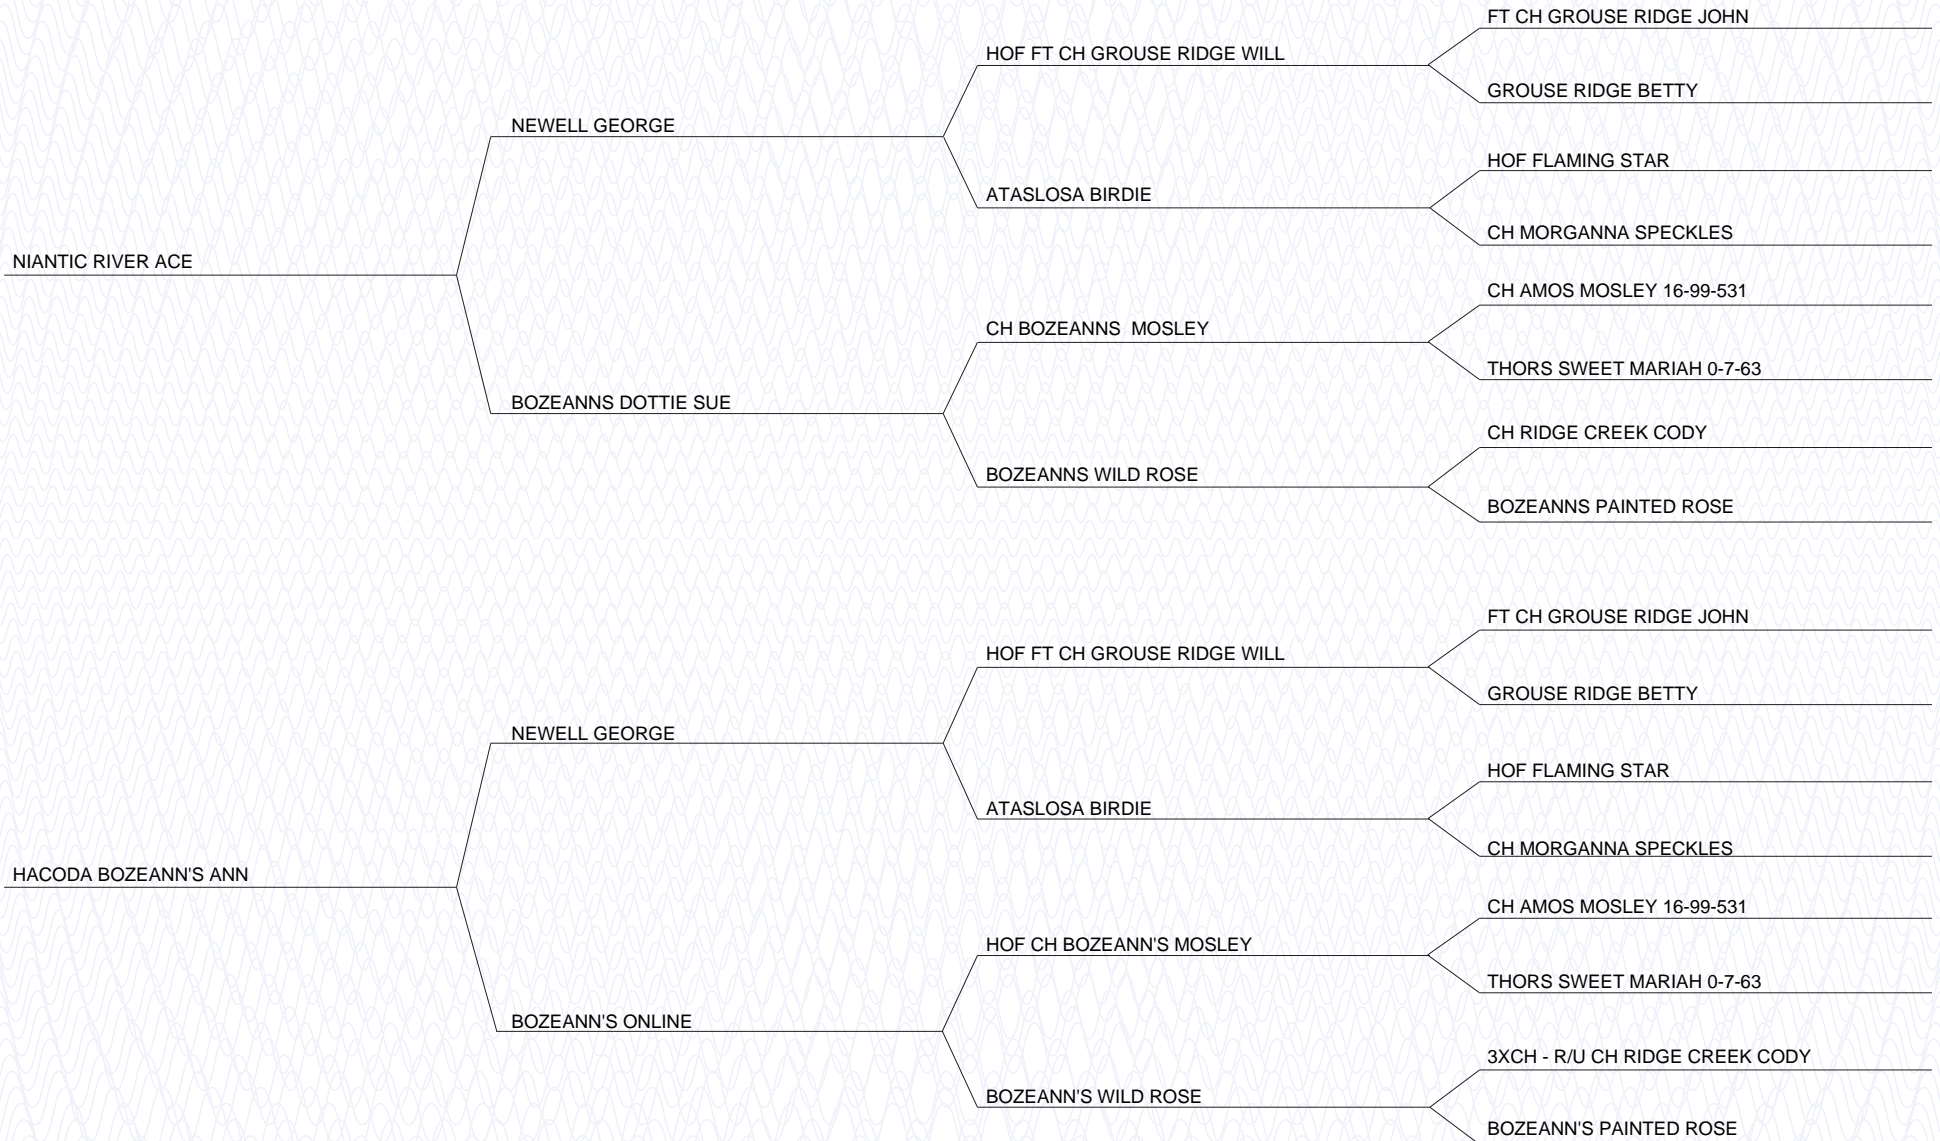 FT CH GROUSE RIDGE JOHN
HOF FT CH GROUSE RIDGE WILL
GROUSE RIDGE BETTY
NEWELL GEORGE
HOF FLAMING STAR
ATASLOSA BIRDIE
CH MORGANNA SPECKLES
NIANTIC RIVER ACE
CH AMOS MOSLEY 16-99-531
CH BOZEANNS  MOSLEY
THORS SWEET MARIAH 0-7-63
BOZEANNS DOTTIE SUE
CH RIDGE CREEK CODY
BOZEANNS WILD ROSE
BOZEANNS PAINTED ROSE
FT CH GROUSE RIDGE JOHN
HOF FT CH GROUSE RIDGE WILL
GROUSE RIDGE BETTY
NEWELL GEORGE
HOF FLAMING STAR
ATASLOSA BIRDIE
CH MORGANNA SPECKLES
HACODA BOZEANN'S ANN
CH AMOS MOSLEY 16-99-531
HOF CH BOZEANN'S MOSLEY
THORS SWEET MARIAH 0-7-63
BOZEANN'S ONLINE
3XCH - R/U CH RIDGE CREEK CODY
BOZEANN'S WILD ROSE
BOZEANN'S PAINTED ROSE